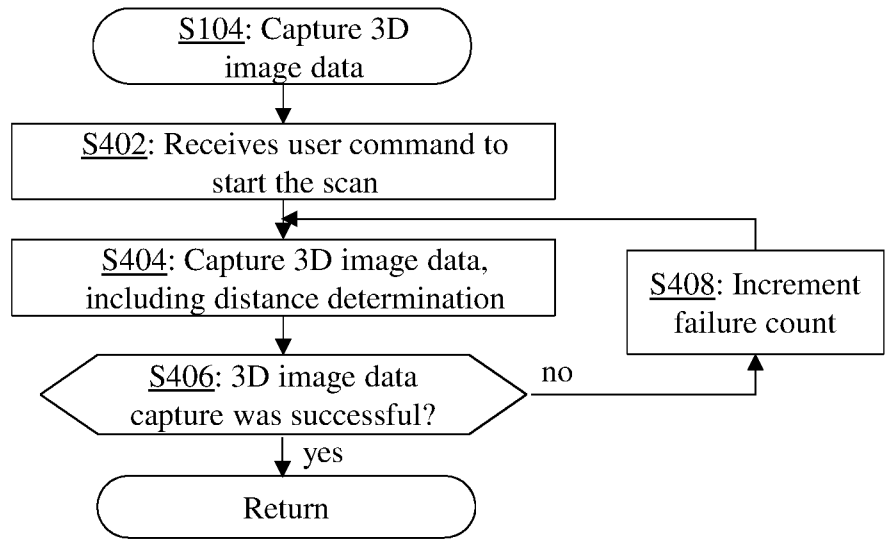 S104: Capture 3D
image data
S402: Receives user command to
start the scan
S404: Capture 3D image data,
including distance determination
S408: Increment
failure count
S406: 3D image data
capture was successful?
no
yes
Return